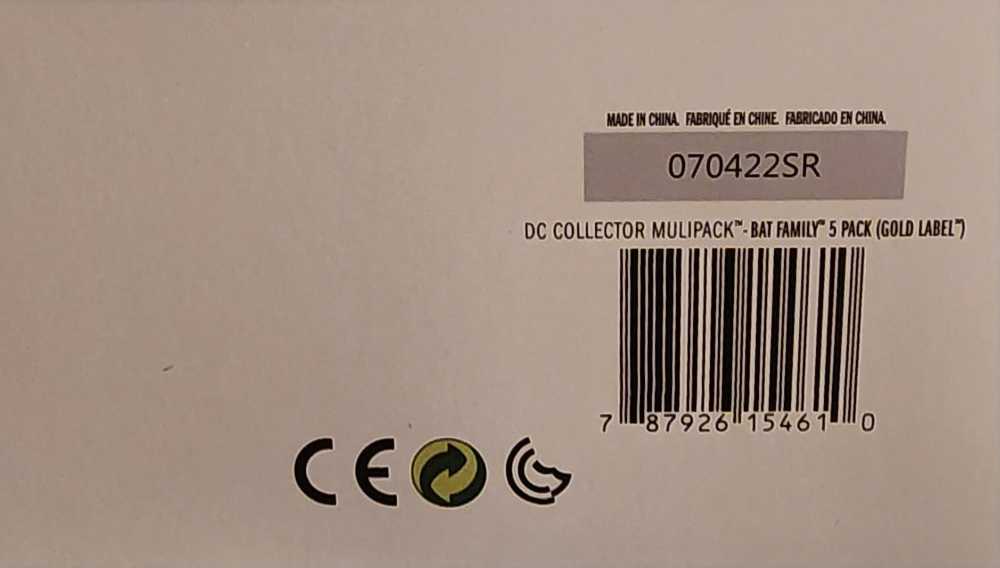 MADE IN CHINA. FABRIQUÉ EN CHINE. FABRICADO EN CHINA.
070422SR
DC COLLECTOR MULIPACK™- BAT FAMILY™ 5 PACK (GOLD LABEL™)
7 87926 15461 0
CE